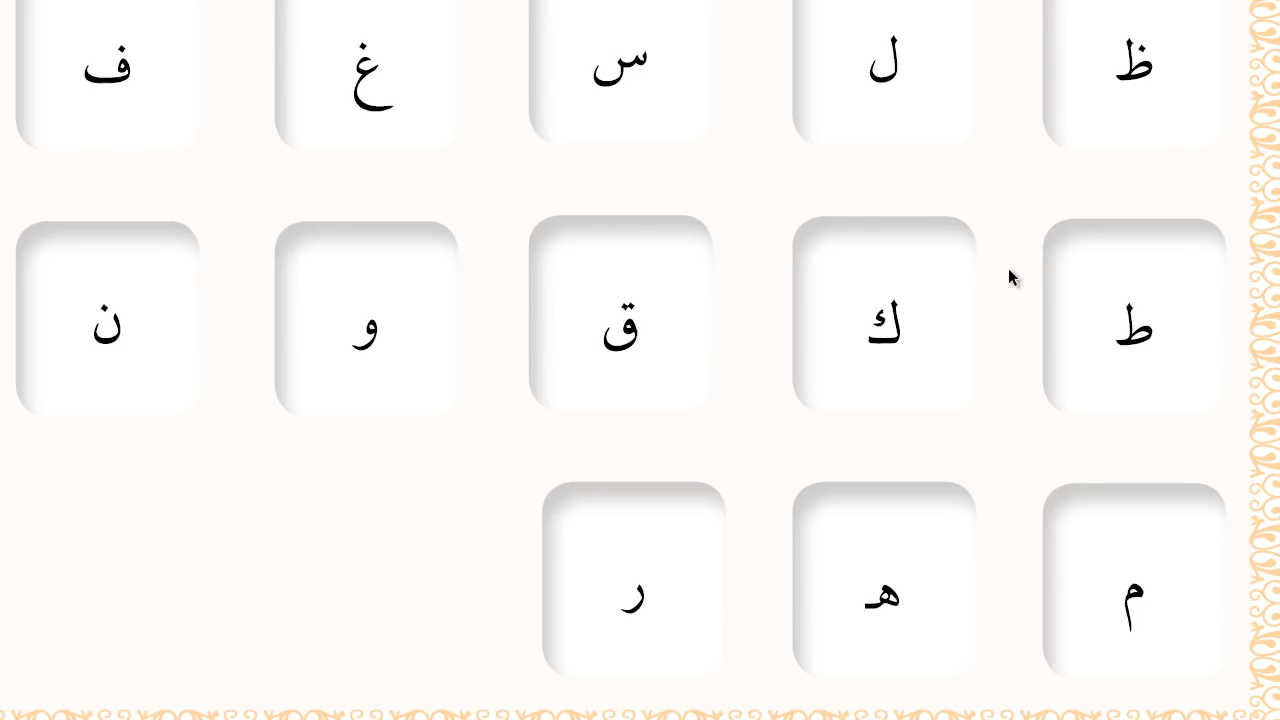 ظ ل س غ ف
ط ك ق و ن
م هـ ر